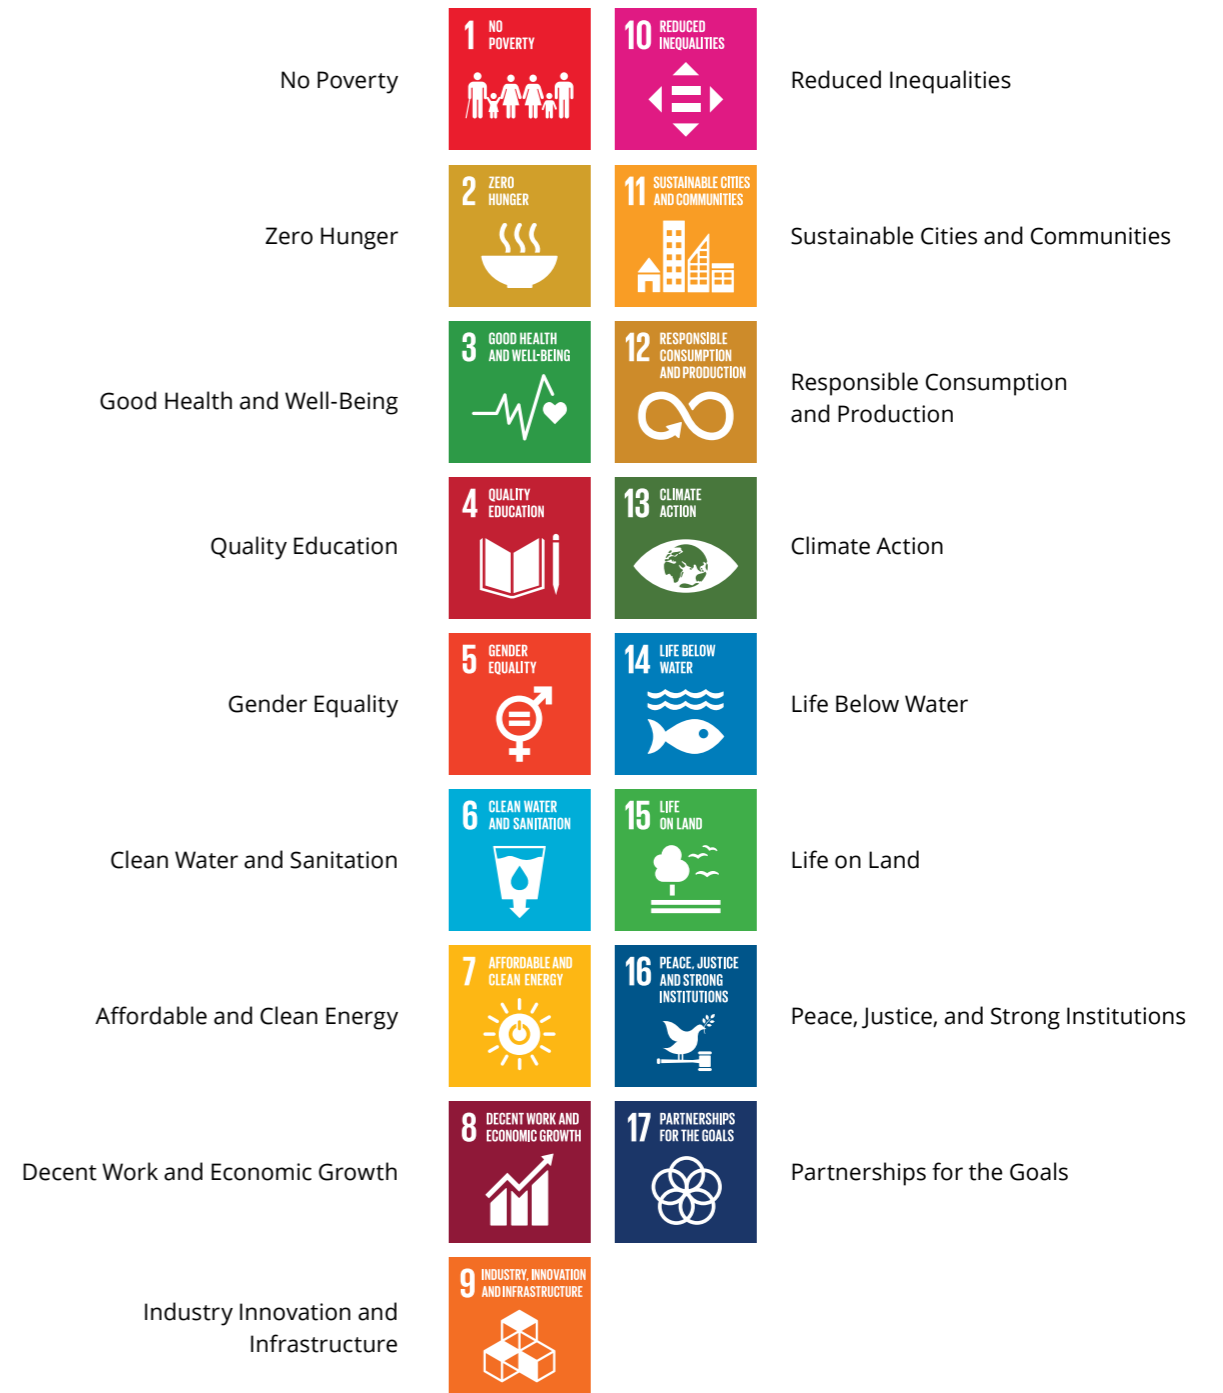 No Poverty
1 NO
POVERTY
10 REDUCED
INEQUALITIES
Reduced Inequalities
Zero Hunger
2 ZERO
HUNGER
11 SUSTAINABLE CITIES
AND COMMUNITIES
Sustainable Cities and Communities
Good Health and Well-Being
3 GOOD HEALTH
AND WELL-BEING
12 RESPONSIBLE
CONSUMPTION
AND PRODUCTION
Responsible Consumption
and Production
Quality Education
4 QUALITY
EDUCATION
13 CLIMATE
ACTION
Climate Action
Gender Equality
5 GENDER
EQUALITY
14 LIFE BELOW
WATER
Life Below Water
Clean Water and Sanitation
6 CLEAN WATER
AND SANITATION
15 LIFE
ON LAND
Life on Land
Affordable and Clean Energy
7 AFFORDABLE AND
CLEAN ENERGY
16 PEACE, JUSTICE
AND STRONG
INSTITUTIONS
Peace, Justice, and Strong Institutions
Decent Work and Economic Growth
8 DECENT WORK AND
ECONOMIC GROWTH
17 PARTNERSHIPS
FOR THE GOALS
Partnerships for the Goals
Industry Innovation and
Infrastructure
9 INDUSTRY, INNOVATION
AND INFRASTRUCTURE